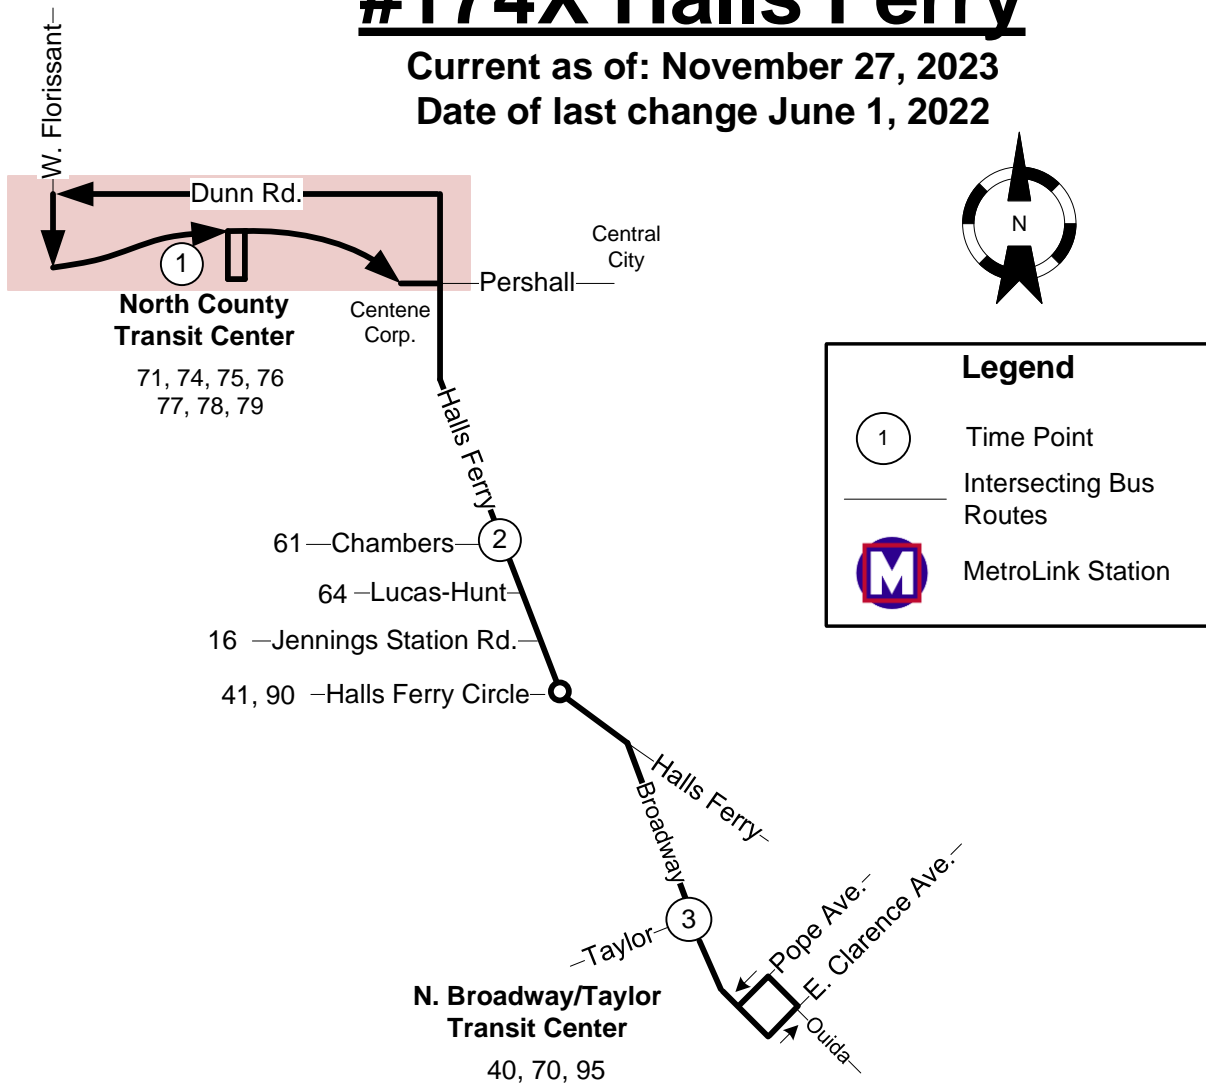 #174X Halls Ferry
Current as of: November 27, 2023
Date of last change June 1, 2022
W. Florissant
Dunn Rd.
N
Central
City
1
Pershall
North County
Transit Center
Centene
Corp.
71, 74, 75, 76
77, 78, 79
Legend
1 Time Point
Intersecting Bus
Routes
M MetroLink Station
Halls Ferry
61 Chambers 2
64 Lucas-Hunt
16 Jennings Station Rd.
41, 90 Halls Ferry Circle
Halls Ferry
Broadway
3
Taylor
Pope Ave.
E. Clarence Ave.
Ouida
N. Broadway/Taylor
Transit Center
40, 70, 95